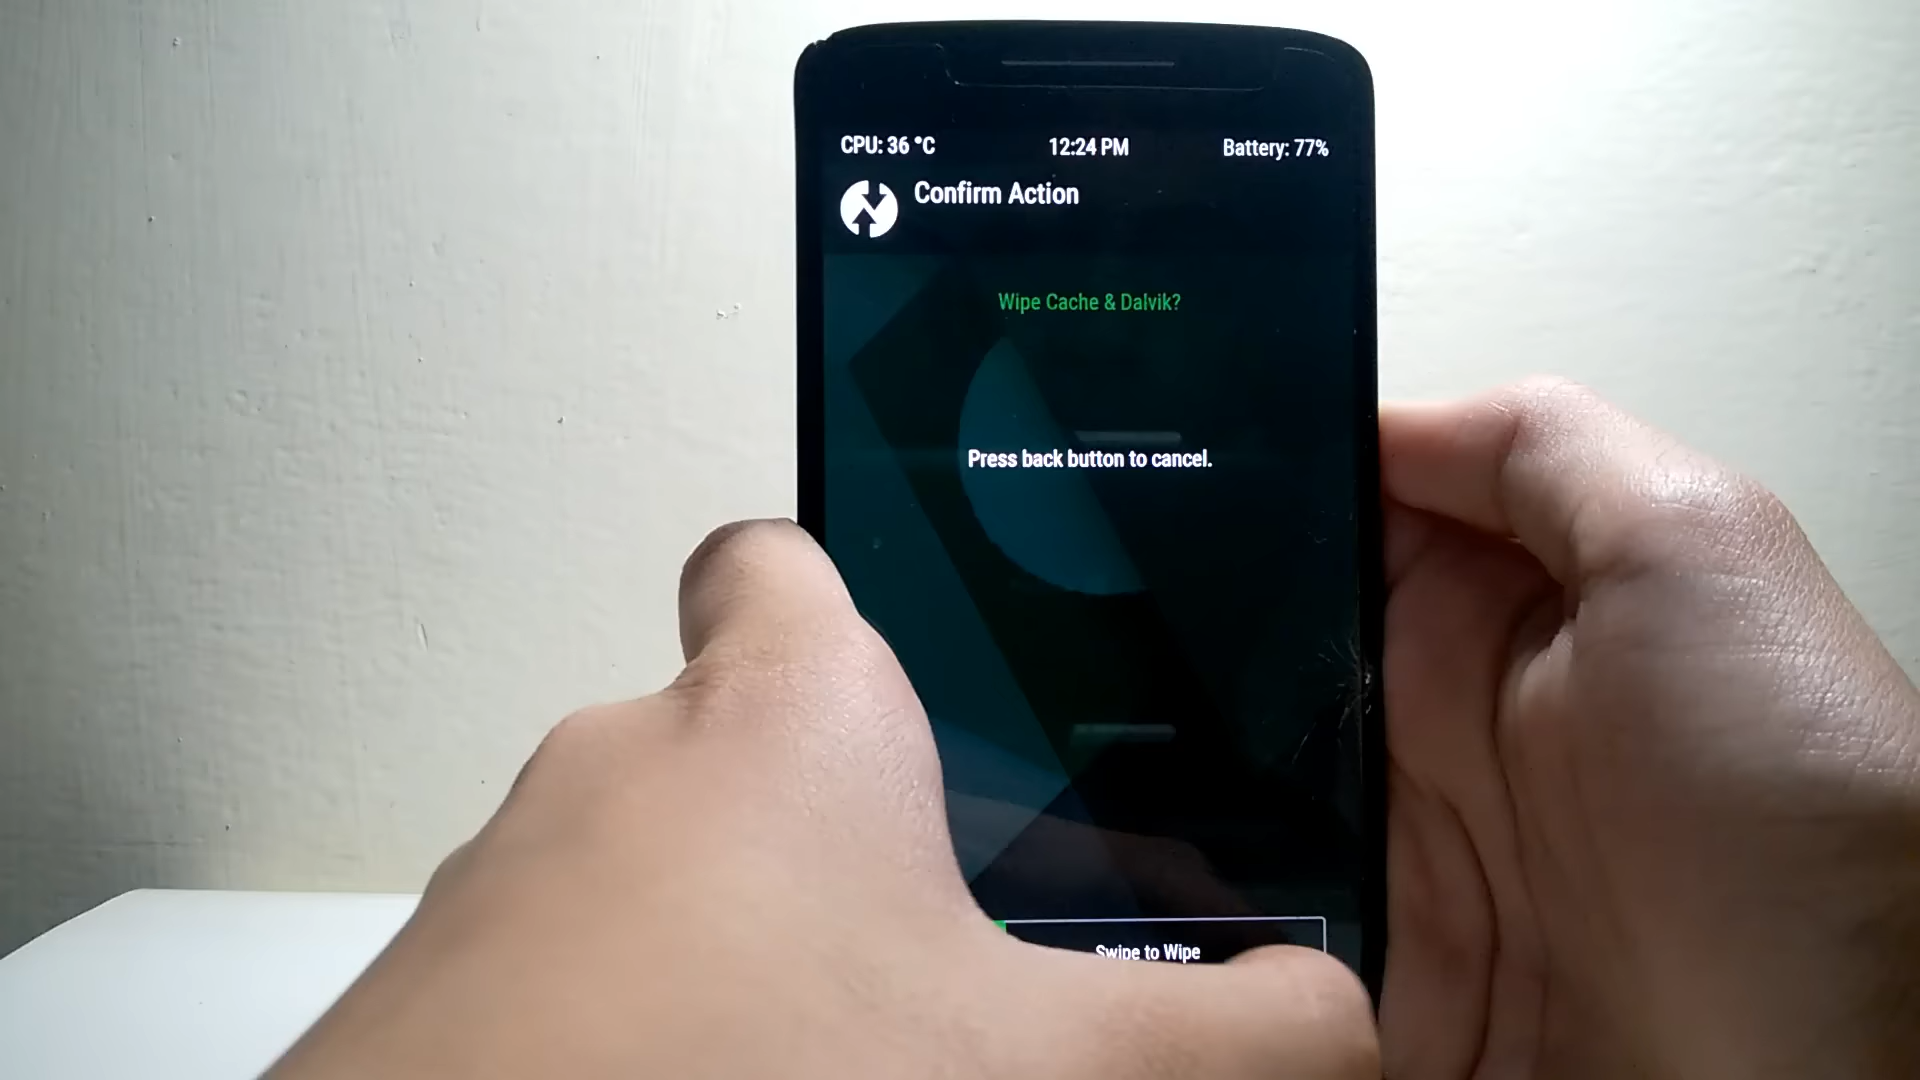 CPU: 36 °C
12:24 PM
Battery: 77%
Confirm Action
Wipe Cache & Dalvik?
Press back button to cancel.
Swipe to Wipe